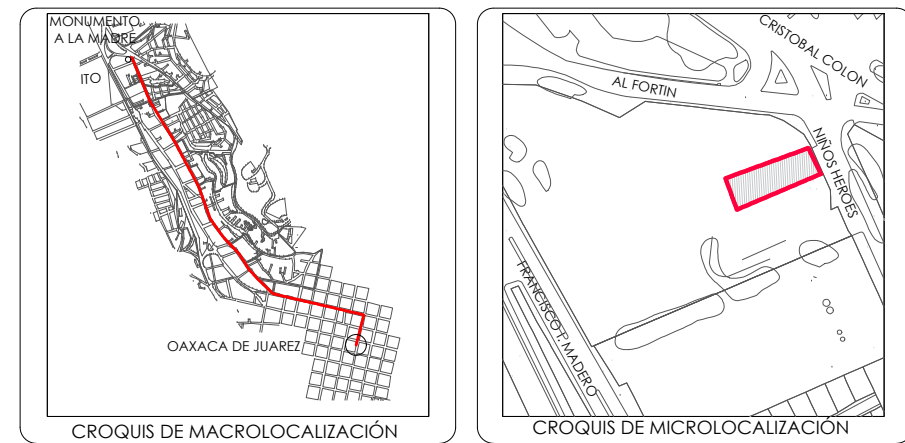 MONUMENTO
A LA MADRE
ITO
OAXACA DE JUAREZ
CROQUIS DE MACROLOCALIZACIÓN
CRISTOBAL COLON
AL FORTIN
NIÑOS HEROES
FRANCISCO P. MADERO
CROQUIS DE MICROLOCALIZACIÓN